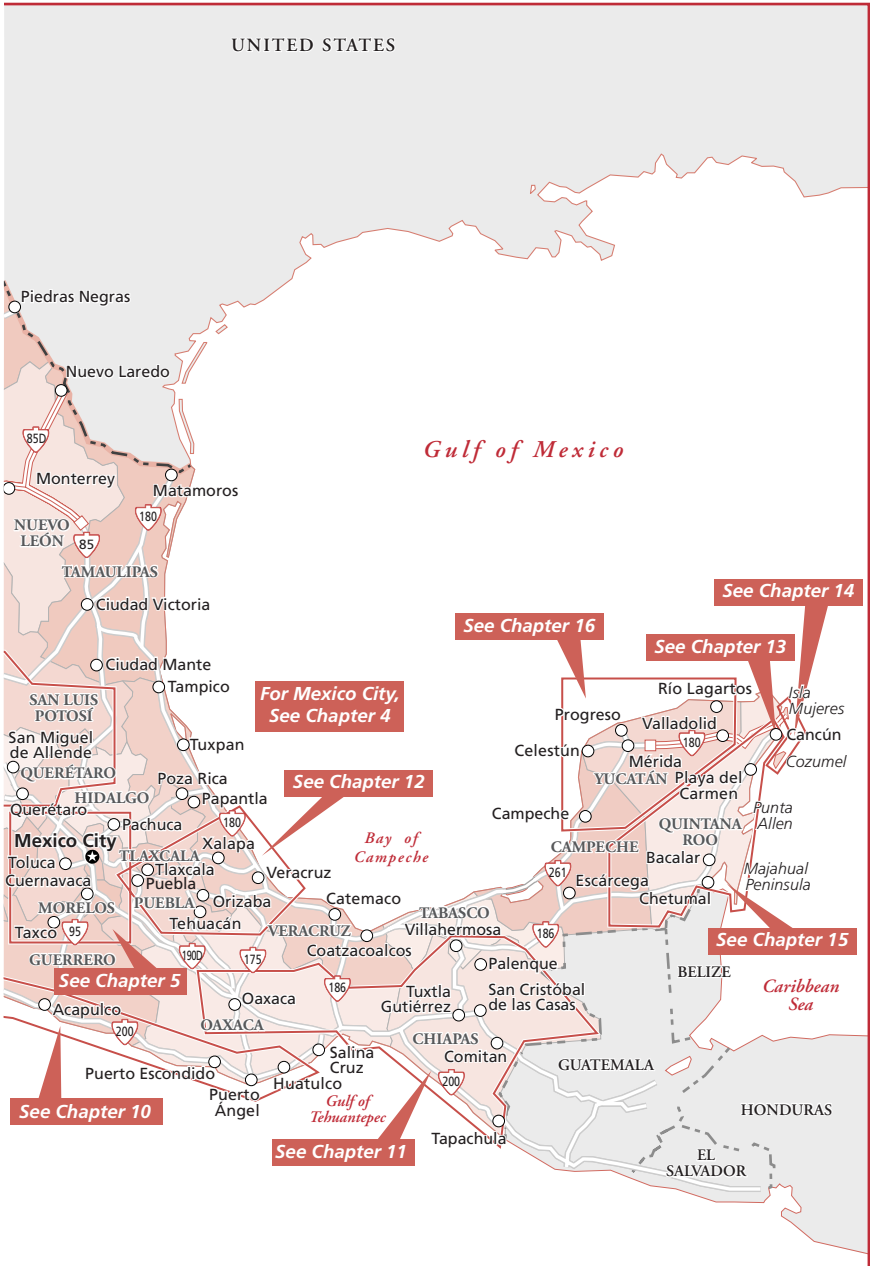 UNITED STATES
Piedras Negras
Nuevo Laredo
85D
Gulf of Mexico
Monterrey
Matamoros
180
NUEVO
LEÓN
85
TAMAULIPAS
See Chapter 14
Ciudad Victoria
See Chapter 16
See Chapter 13
Ciudad Mante
Tampico
For Mexico City,
See Chapter 4
Río Lagartos
Isla
Mujeres
SAN LUIS
POTOSÍ
Progreso
Valladolid
San Miguel
de Allende
Tuxpan
Celestún
180
Cancún
Mérida
Cozumel
QUERÉTARO
YUCATÁN
Playa del
Carmen
Poza Rica
See Chapter 12
HIDALGO
Papantla
Querétaro
Punta
Allen
Campeche
180
Pachuca
QUINTANA
ROO
Mexico City
Xalapa
Bay of
Campeche
CAMPECHE
Toluca
TLAXCALA
Tlaxcala
Bacalar
Veracruz
261
Majahual
Peninsula
Cuernavaca
Puebla
Escárcega
Chetumal
MORELOS
PUEBLA
Orizaba
Catemaco
Tehuacán
TABASCO
Taxco
95
VERACRUZ
Villahermosa
186
Coatzacoalcos
See Chapter 15
190D
175
GUERRERO
Palenque
BELIZE
See Chapter 5
186
Caribbean
Sea
Tuxtla
Gutiérrez
San Cristóbal
de las Casas
Oaxaca
Acapulco
OAXACA
200
CHIAPAS
Comitan
Salina
Cruz
GUATEMALA
Puerto Escondido
Huatulco
200
Puerto
Ángel
Gulf of
Tehuantepec
See Chapter 10
HONDURAS
Tapachula
See Chapter 11
EL
SALVADOR